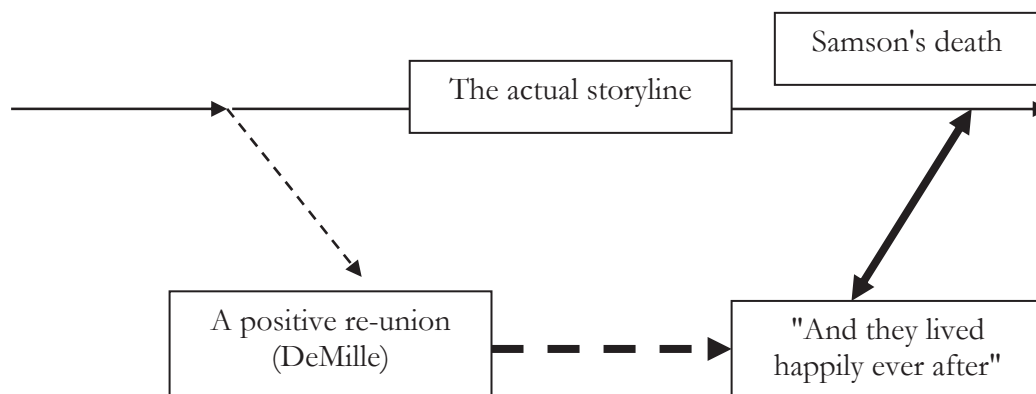 Samson's death
The actual storyline
A positive re-union
(DeMille)
"And they lived
happily ever after"